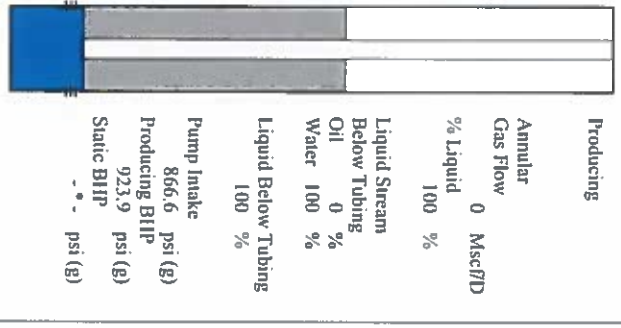 Producing
Annular
Gas Flow
0 Mscf/D
% Liquid
100 %
Liquid Stream
Below Tubing
Oil 0 %
Water 100 %
Liquid Below Tubing
100 %
Pump Intake
866.6 psi (g)
Producing BHP
923.9 psi (g)
Static BHP
- * - psi (g)